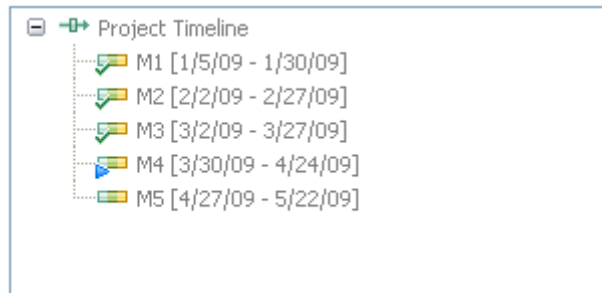 Project Timeline
M1 [1/5/09 - 1/30/09]
M2 [2/2/09 - 2/27/09]
M3 [3/2/09 - 3/27/09]
M4 [3/30/09 - 4/24/09]
M5 [4/27/09 - 5/22/09]